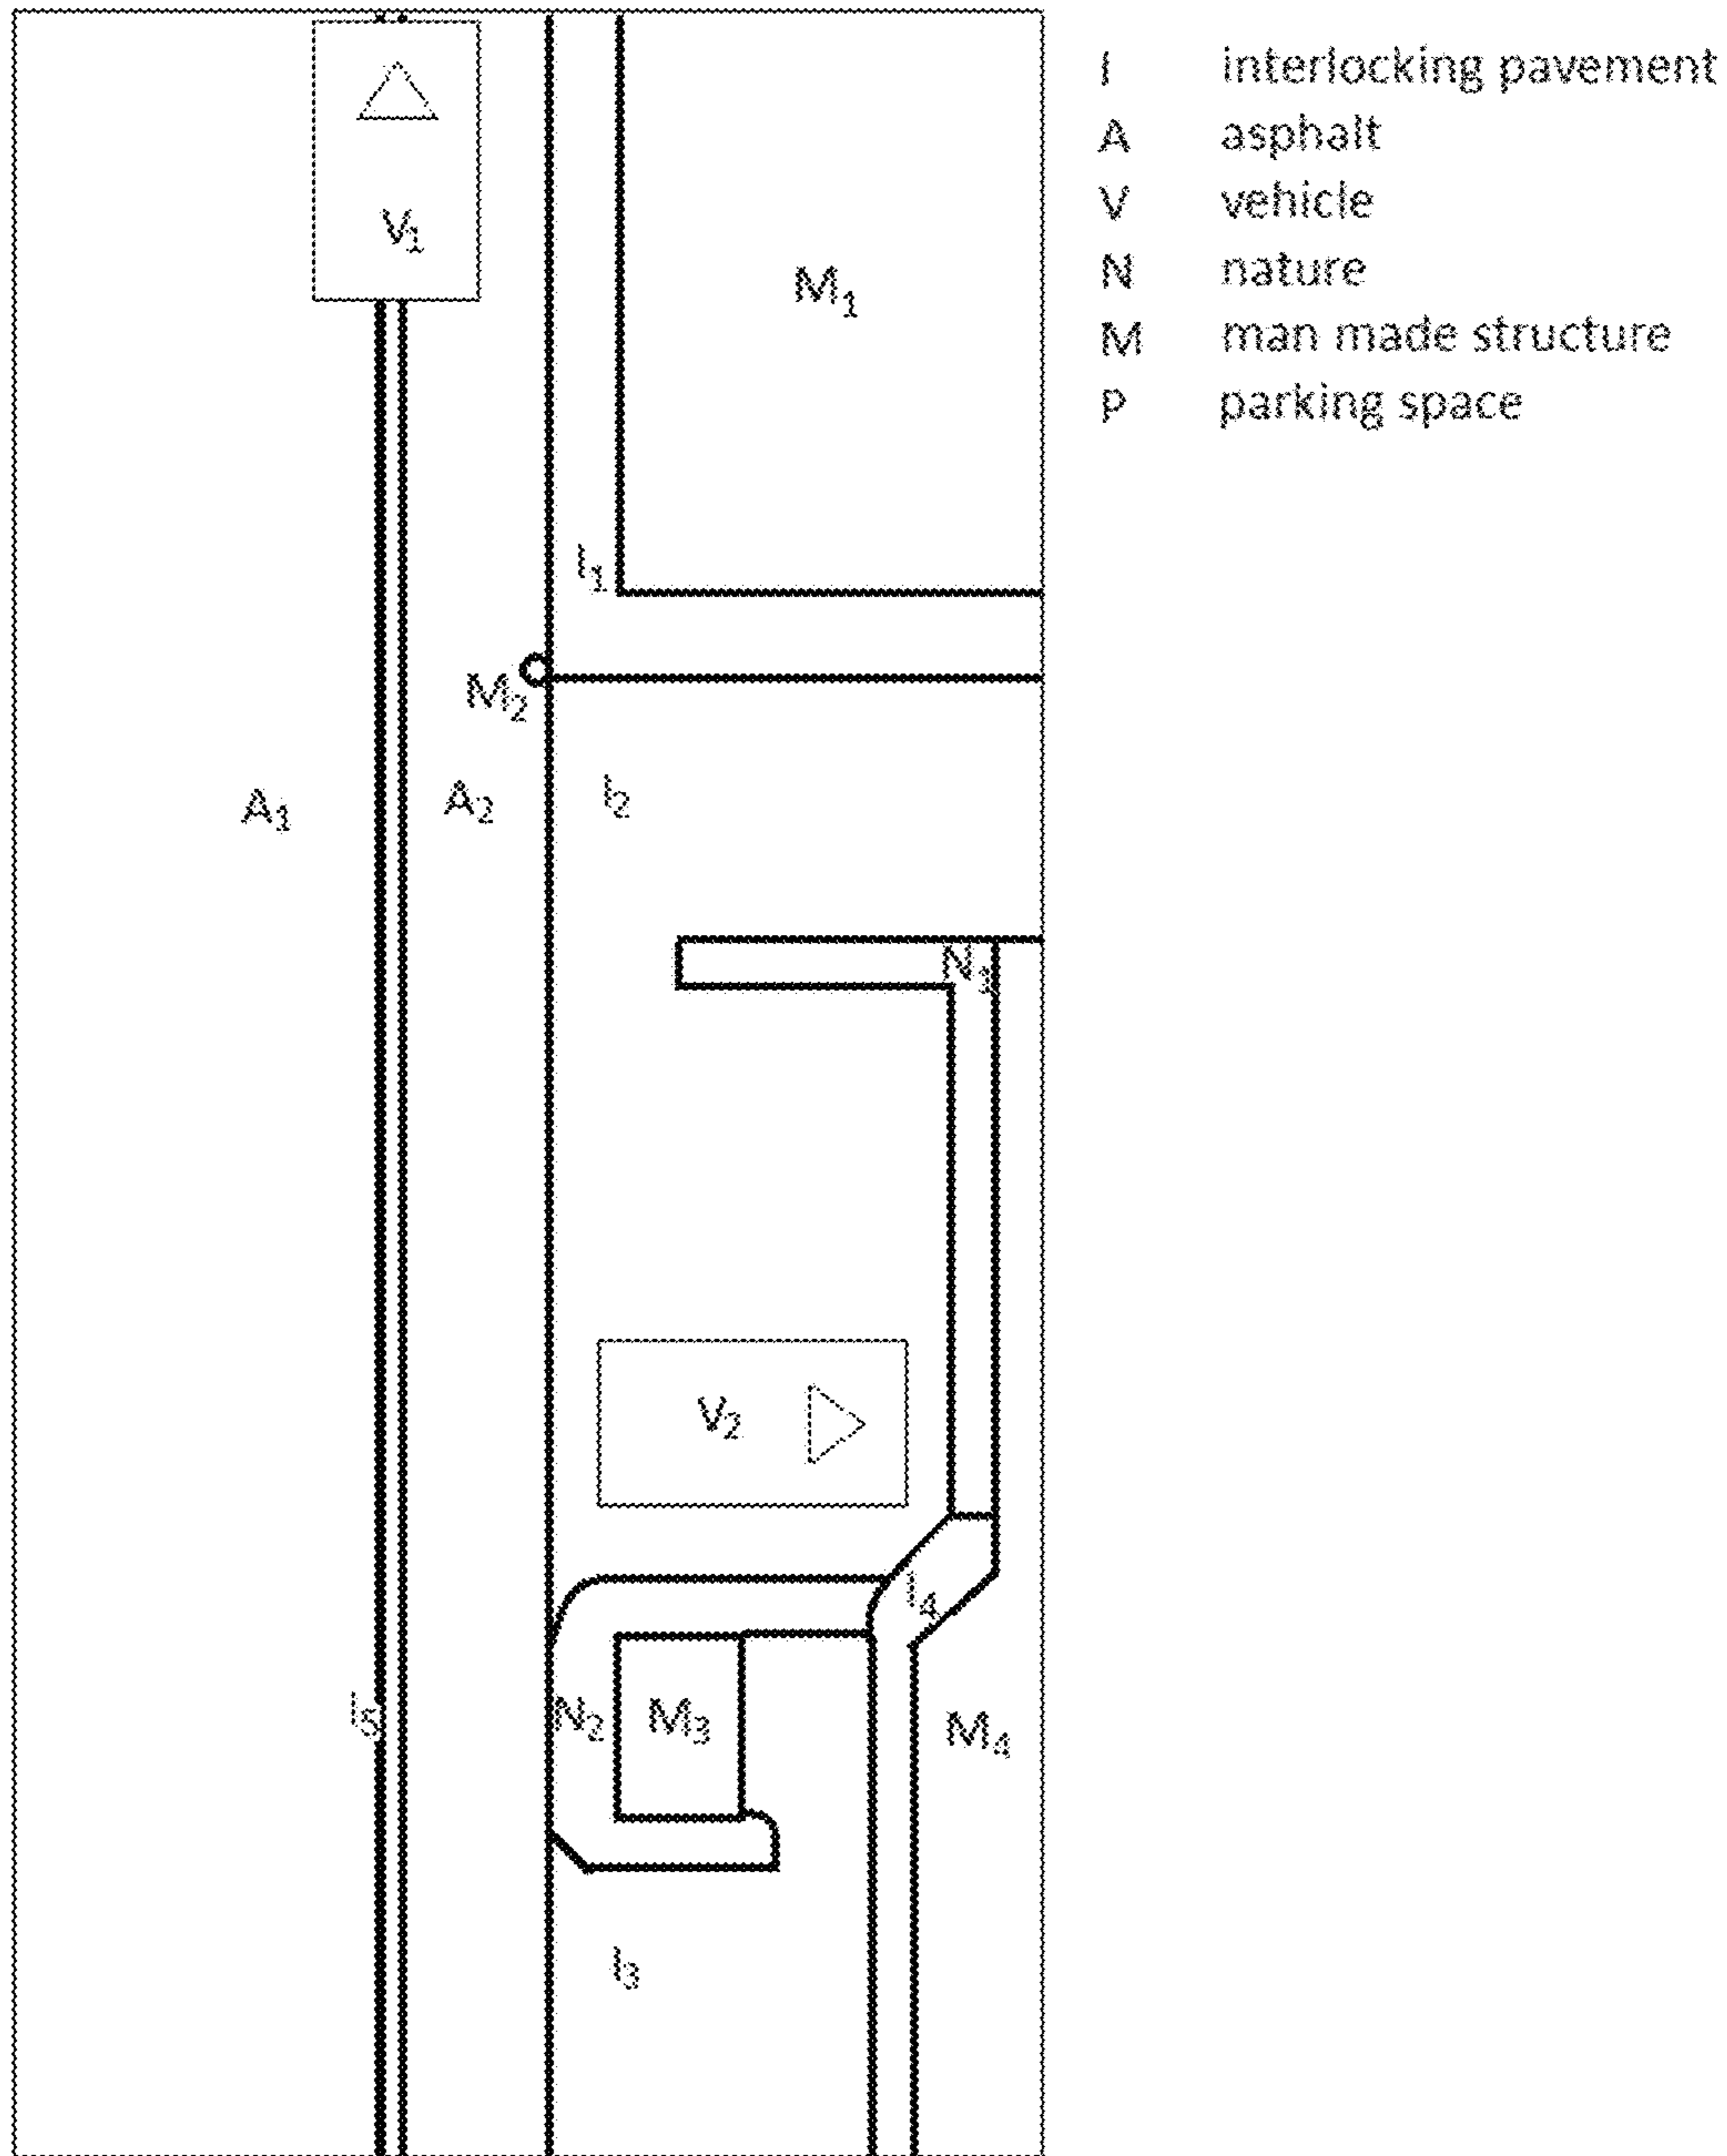 I interlocking pavement
A asphalt
V vehicle
N nature
M man made structure
P parking space
V1
M1
I1
M2
A1 A2 I2
N1
V2
I4
I5 N2 M3 M4
I3